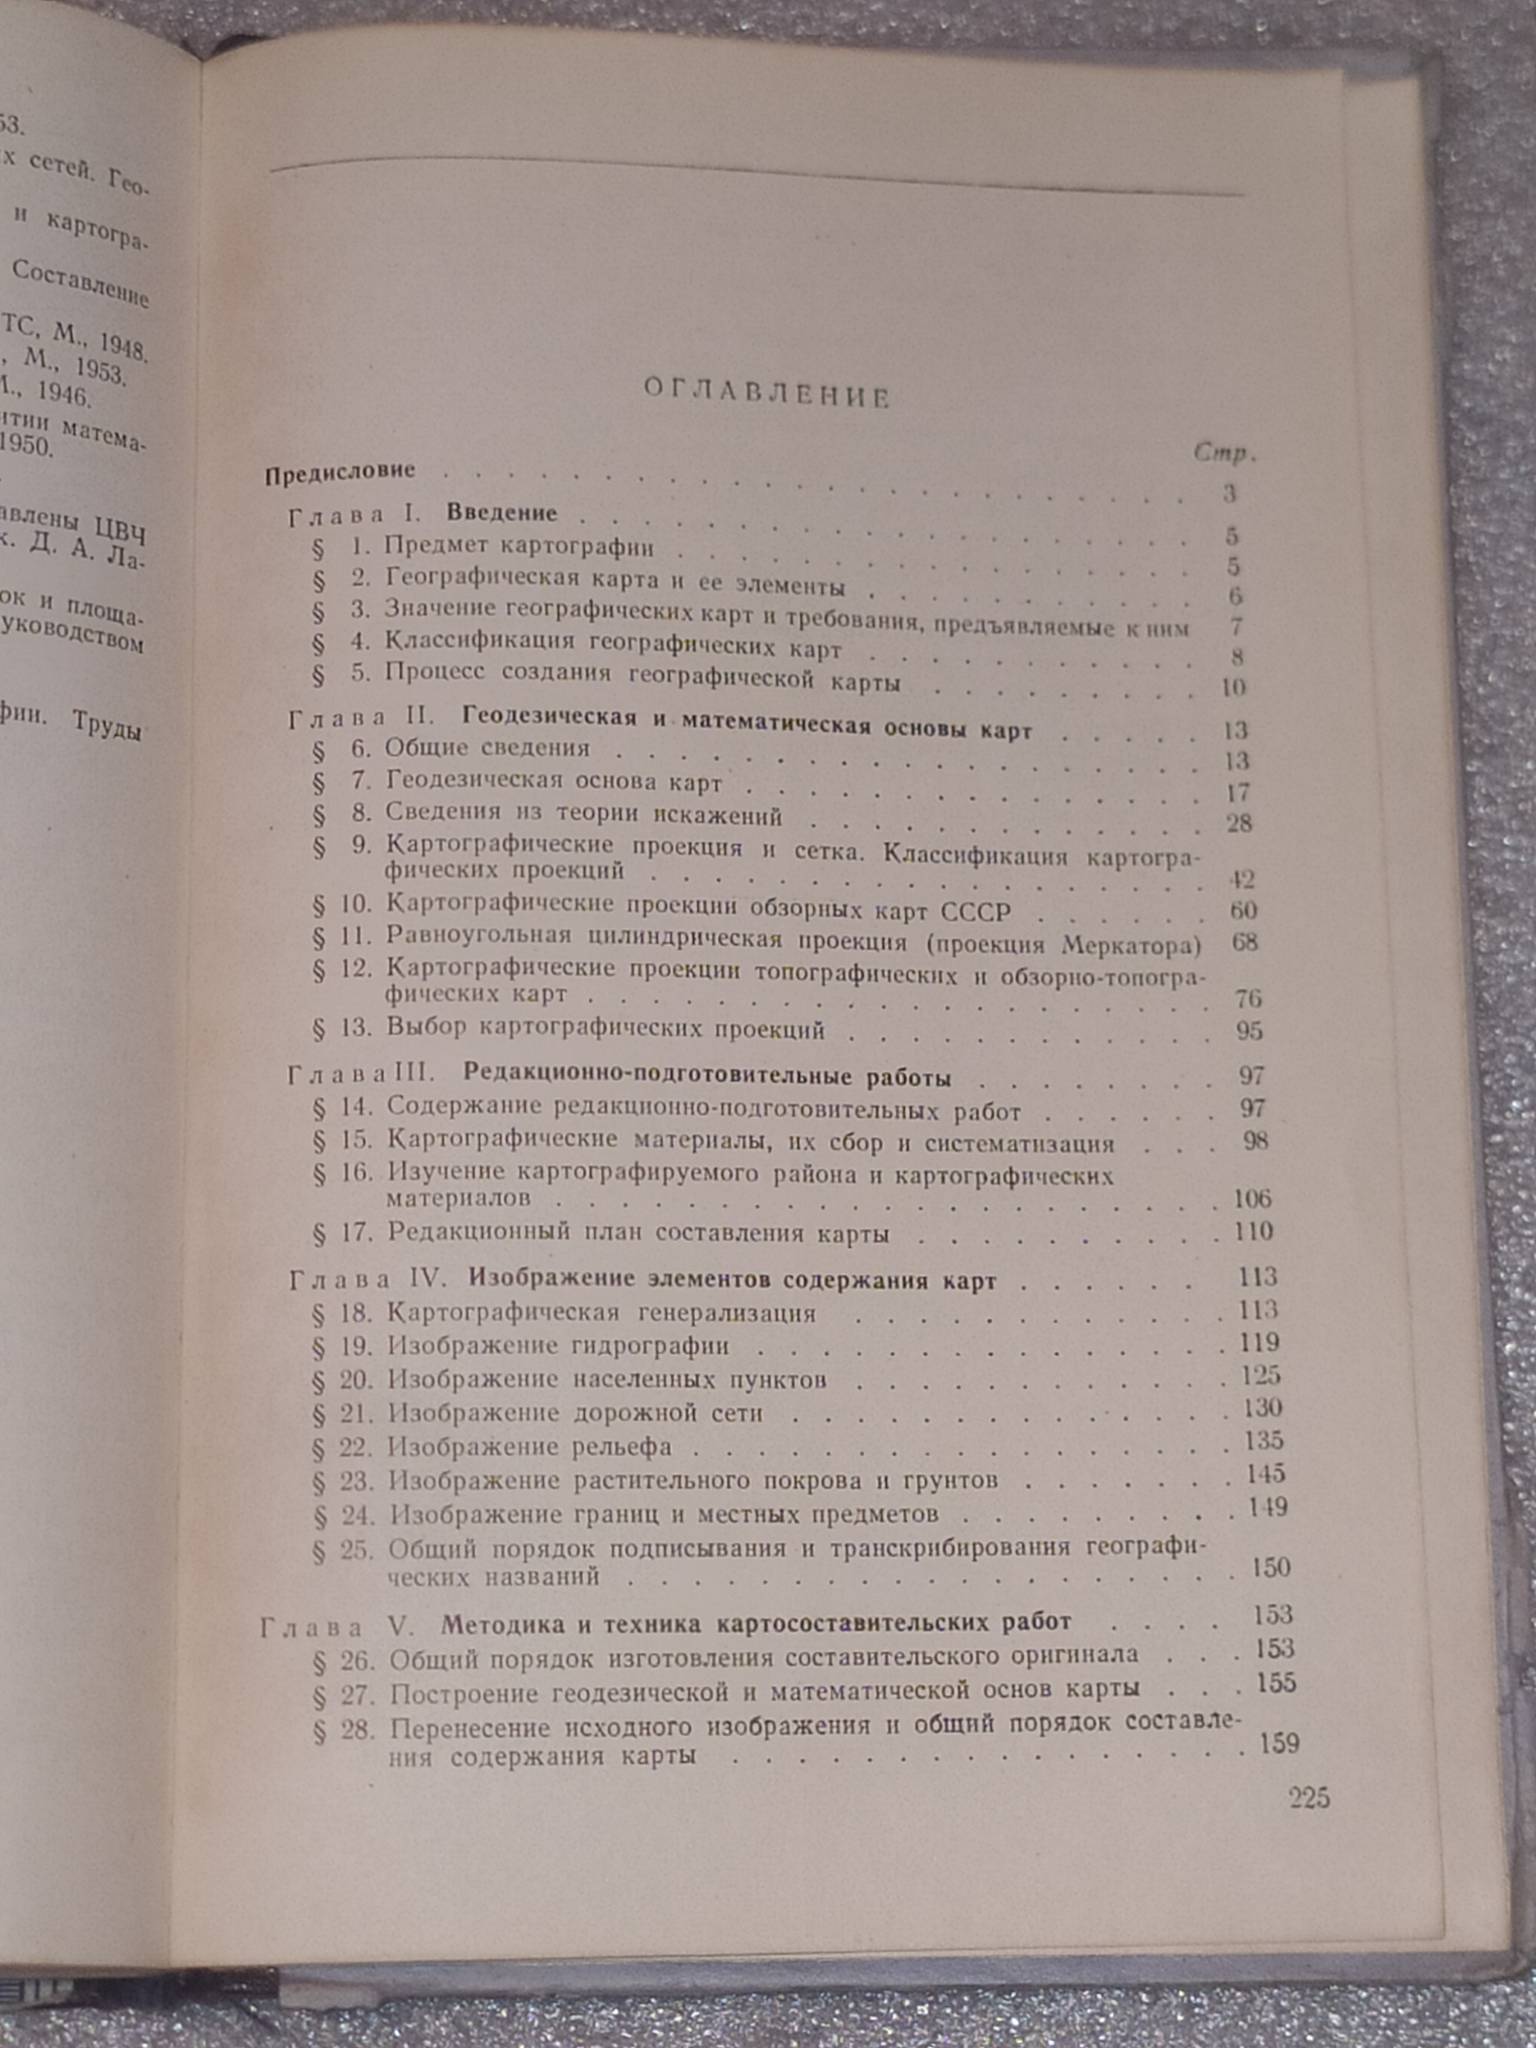 53.
х сетей. Гео-
и картогра-
Составление
ТС, М., 1948.
, М., 1953.
М., 1946.
итии матема-
1950.
авлены ЦВЧ
к. Д. А. Ла-
ок и площа-
уководством
фии. Труды
ОГЛАВЛЕНИЕ
Стр.
Предисловие . . . . . . . . . . . . . . . . . . . . . . . 3
Глава I. Введение . . . . . . . . . . . . . . . . . . . 5
§ 1. Предмет картографии . . . . . . . . . . . . . . . . 5
§ 2. Географическая карта и ее элементы . . . . . . . . . . 6
§ 3. Значение географических карт и требования, предъявляемые к ним 7
§ 4. Классификация географических карт . . . . . . . . . . 8
§ 5. Процесс создания географической карты . . . . . . . . . 10
Глава II. Геодезическая и математическая основы карт . . . . . 13
§ 6. Общие сведения . . . . . . . . . . . . . . . . . . 13
§ 7. Геодезическая основа карт . . . . . . . . . . . . . . 17
§ 8. Сведения из теории искажений . . . . . . . . . . . . 28
§ 9. Картографические проекция и сетка. Классификация картогра-
фических проекций . . . . . . . . . . . . . . . . . 42
§ 10. Картографические проекции обзорных карт СССР . . . . . . 60
§ 11. Равноугольная цилиндрическая проекция (проекция Меркатора) 68
§ 12. Картографические проекции топографических и обзорно-топогра-
фических карт . . . . . . . . . . . . . . . . . . . 76
§ 13. Выбор картографических проекций . . . . . . . . . . . 95
Глава III. Редакционно-подготовительные работы . . . . . . . . 97
§ 14. Содержание редакционно-подготовительных работ . . . . . . 97
§ 15. Картографические материалы, их сбор и систематизация . . . 98
§ 16. Изучение картографируемого района и картографических
материалов . . . . . . . . . . . . . . . . . . . . 106
§ 17. Редакционный план составления карты . . . . . . . . . . 110
Глава IV. Изображение элементов содержания карт . . . . . . 113
§ 18. Картографическая генерализация . . . . . . . . . . . . 113
§ 19. Изображение гидрографии . . . . . . . . . . . . . . . 119
§ 20. Изображение населенных пунктов . . . . . . . . . . . . 125
§ 21. Изображение дорожной сети . . . . . . . . . . . . . . 130
§ 22. Изображение рельефа . . . . . . . . . . . . . . . . . 135
§ 23. Изображение растительного покрова и грунтов . . . . . . . 145
§ 24. Изображение границ и местных предметов . . . . . . . . . 149
§ 25. Общий порядок подписывания и транскрибирования географи-
ческих названий . . . . . . . . . . . . . . . . . . . 150
Глава V. Методика и техника картосоставительских работ . . . . 153
§ 26. Общий порядок изготовления составительского оригинала . . . 153
§ 27. Построение геодезической и математической основ карты . . . 155
§ 28. Перенесение исходного изображения и общий порядок составле-
ния содержания карты . . . . . . . . . . . . . . . . 159
225